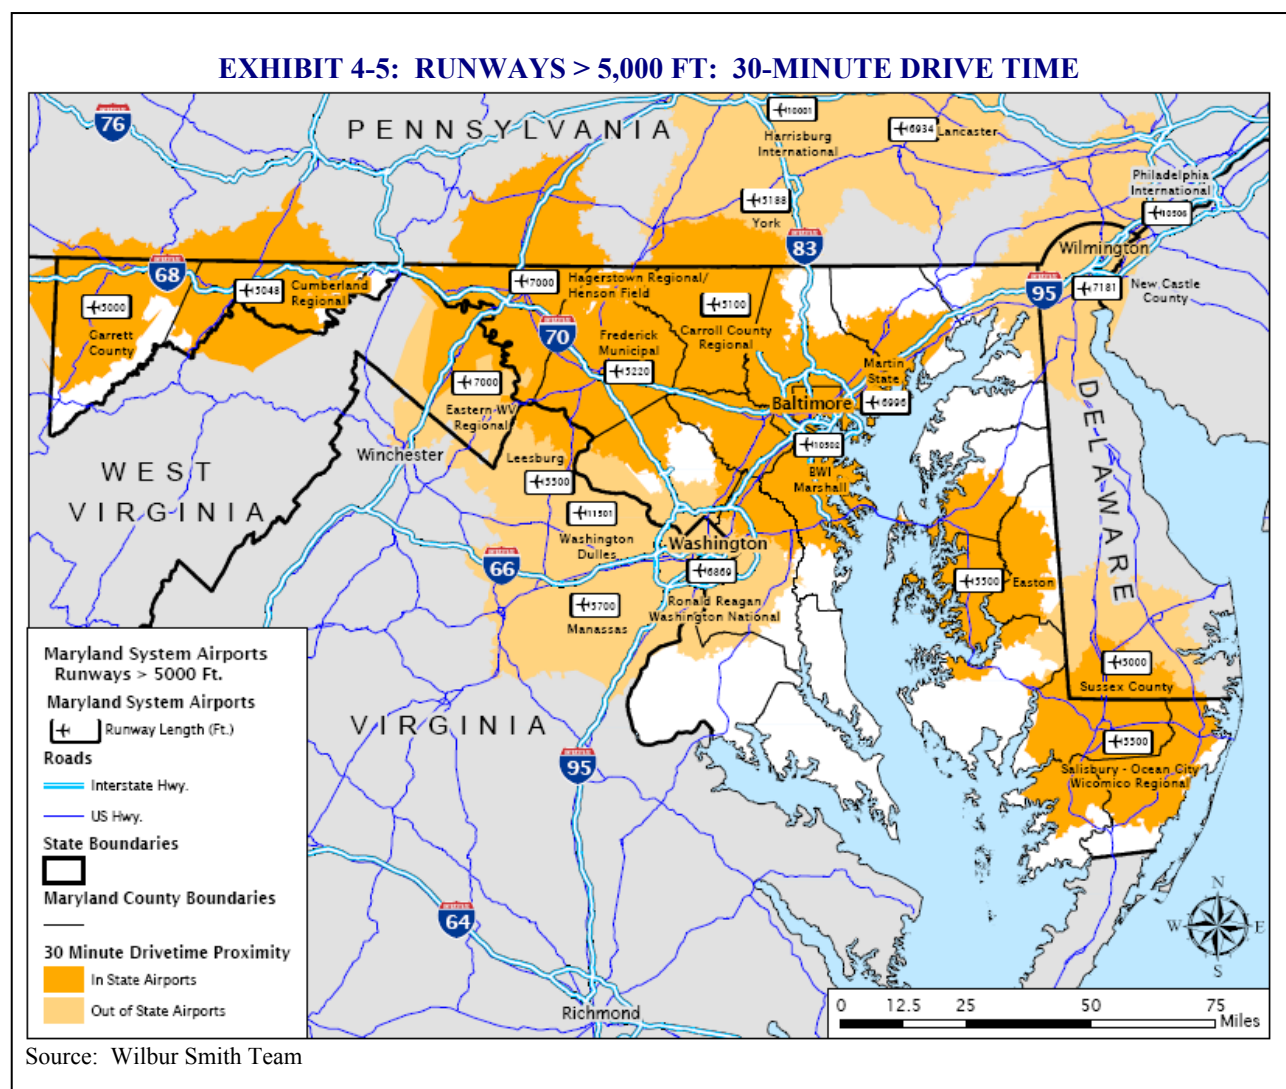 EXHIBIT 4-5: RUNWAYS > 5,000 FT: 30-MINUTE DRIVE TIME
76
PENNSYLVANIA
10001
Harrisburg
International
6934
Lancaster
Philadelphia
International
10506
5188
York
83
Wilmington
68
5000
Garrett
County
5048
Cumberland
Regional
7000
Hagerstown Regional/
Henson Field
5100
Carroll County
Regional
95
7181
New Castle
County
70
Frederick
Municipal
5220
Martin
State
6996
Baltimore
7000
Eastern WV
Regional
DELAWARE
10502
BWI
Marshall
Winchester
Leesburg
5500
WEST
VIRGINIA
11501
Washington
Dulles
Washington
66
6869
Ronald Reagan
Washington National
5700
Manassas
5500
Easton
5000
Sussex County
5500
Salisbury - Ocean City
Wicomico Regional
VIRGINIA
95
64
Richmond
Maryland System Airports
Runways > 5000 Ft.
Maryland System Airports
Runway Length (Ft.)
Roads
Interstate Hwy.
US Hwy.
State Boundaries
Maryland County Boundaries
30 Minute Drivetime Proximity
In State Airports
Out of State Airports
N
W E
S
0 12.5 25 50 75
Miles
Source: Wilbur Smith Team